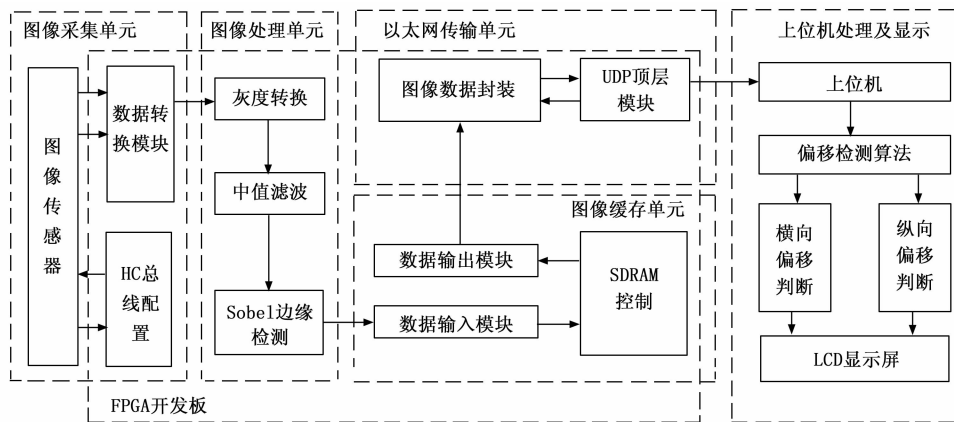 图像采集单元
图像处理单元
以太网传输单元
上位机处理及显示
图像传感器
数据转
换模块
HC总
线配
置
灰度转换
中值滤波
Sobel边缘
检测
图像数据封装
UDP顶层
模块
图像缓存单元
数据输出模块
数据输入模块
SDRAM
控制
上位机
偏移检测算法
横向
偏移
判断
纵向
偏移
判断
LCD显示屏
FPGA开发板